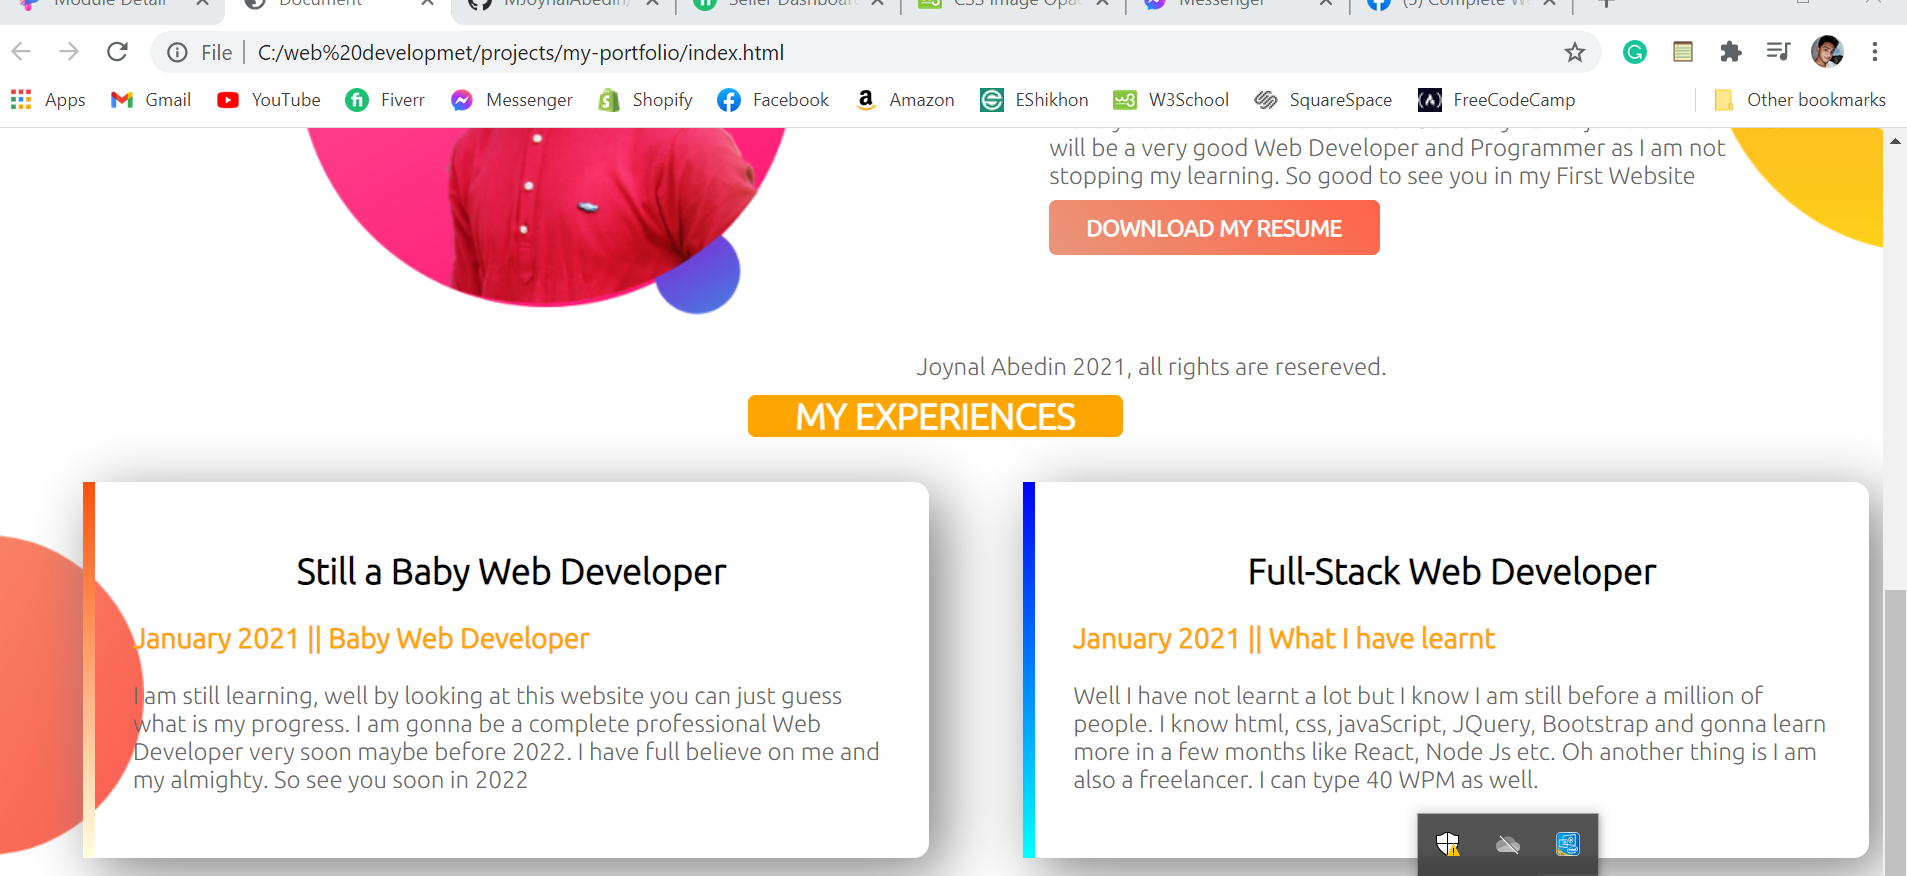 Module Detail
Document
MJoynalAbedin/
Seller Dashboar
CSS Image Opac
Messenger
(5) Complete W
File C:/web%20developmet/projects/my-portfolio/index.html
Apps Gmail YouTube Fiverr Messenger Shopify Facebook Amazon EShikhon W3School SquareSpace FreeCodeCamp Other bookmarks
will be a very good Web Developer and Programmer as I am not
stopping my learning. So good to see you in my First Website
DOWNLOAD MY RESUME
Joynal Abedin 2021, all rights are resereved.
MY EXPERIENCES
Still a Baby Web Developer
January 2021 || Baby Web Developer
I am still learning, well by looking at this website you can just guess
what is my progress. I am gonna be a complete professional Web
Developer very soon maybe before 2022. I have full believe on me and
my almighty. So see you soon in 2022
Full-Stack Web Developer
January 2021 || What I have learnt
Well I have not learnt a lot but I know I am still before a million of
people. I know html, css, javaScript, JQuery, Bootstrap and gonna learn
more in a few months like React, Node Js etc. Oh another thing is I am
also a freelancer. I can type 40 WPM as well.